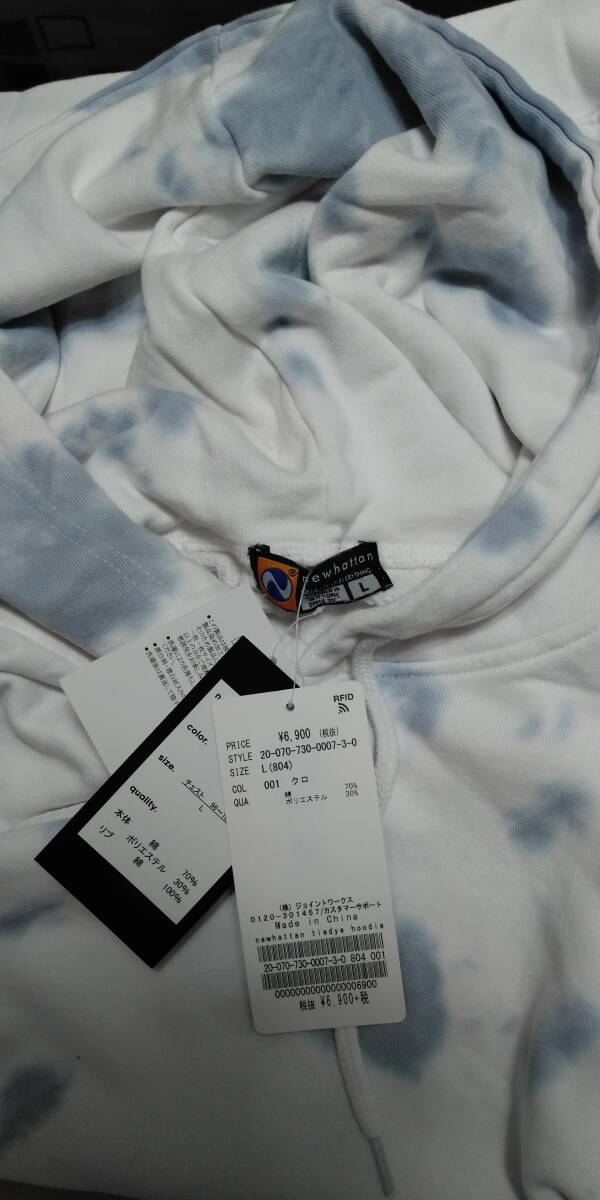 newhattan
L
RFID
PRICE ¥6,900 (税抜)
STYLE 20-070-730-0007-3-0
SIZE L(804)
COL 001 クロ
QUA 綿 70%
ポリエステル 30%
(株)ジョイントワークス
0120-301457/カスタマーサポート
Made in China
newhattan tiedye hoodie
20-070-730-0007-3-0 804 001
00000000000000006900
税抜 ¥6,900+税
color.
size.
チェスト
L
quality.
本体 綿 70%
ポリエステル 30%
リブ 綿 100%